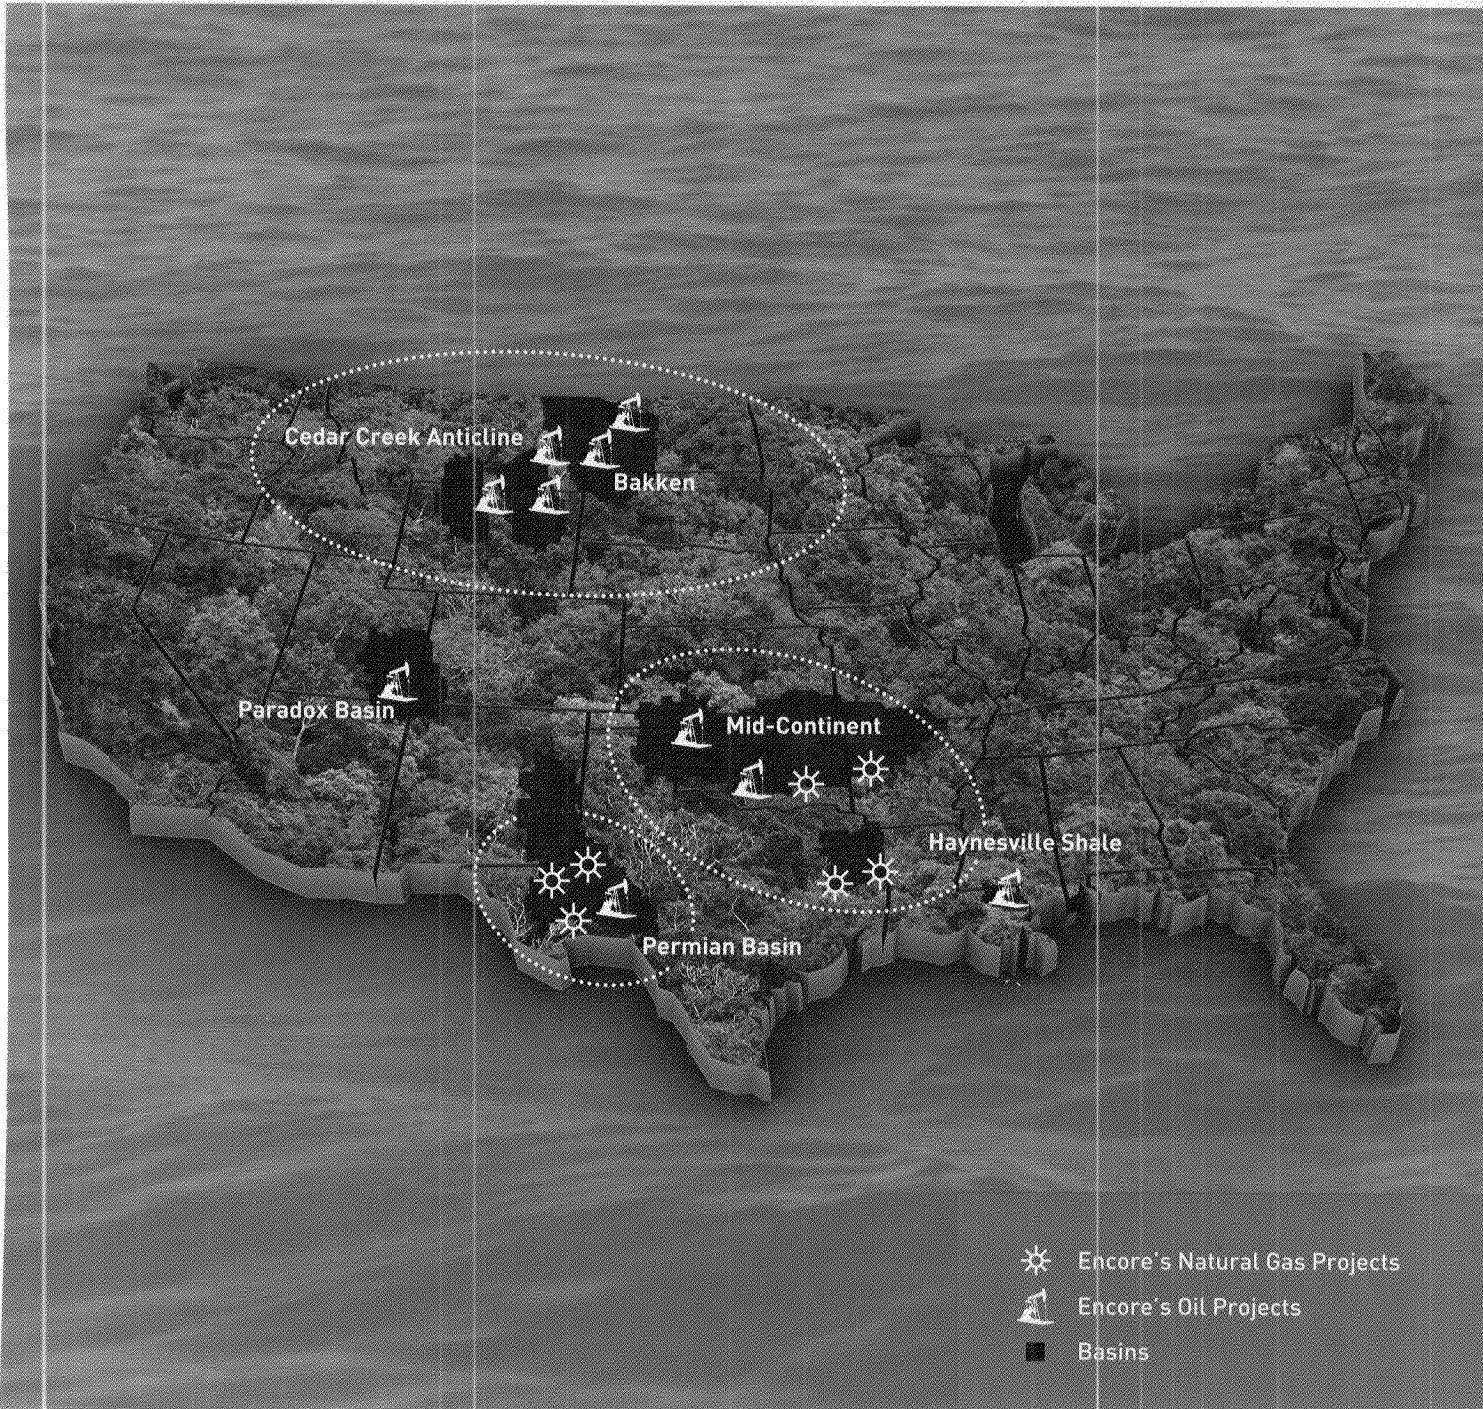 Cedar Creek Anticline
Bakken
Paradox Basin
Mid-Continent
Haynesville Shale
Permian Basin
Encore's Natural Gas Projects
Encore's Oil Projects
Basins